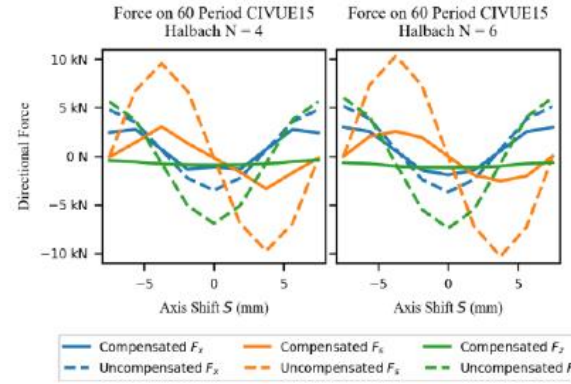 Force on 60 Period CIVUE15
Halbach N = 4
Force on 60 Period CIVUE15
Halbach N = 6
Directional Force
10 kN
5 kN
0 N
−5 kN
−10 kN
−5
0
5
−5
0
5
Axis Shift S (mm)
Axis Shift S (mm)
Compensated Fx
Compensated Fs
Compensated Fz
Uncompensated Fx
Uncompensated Fs
Uncompensated F